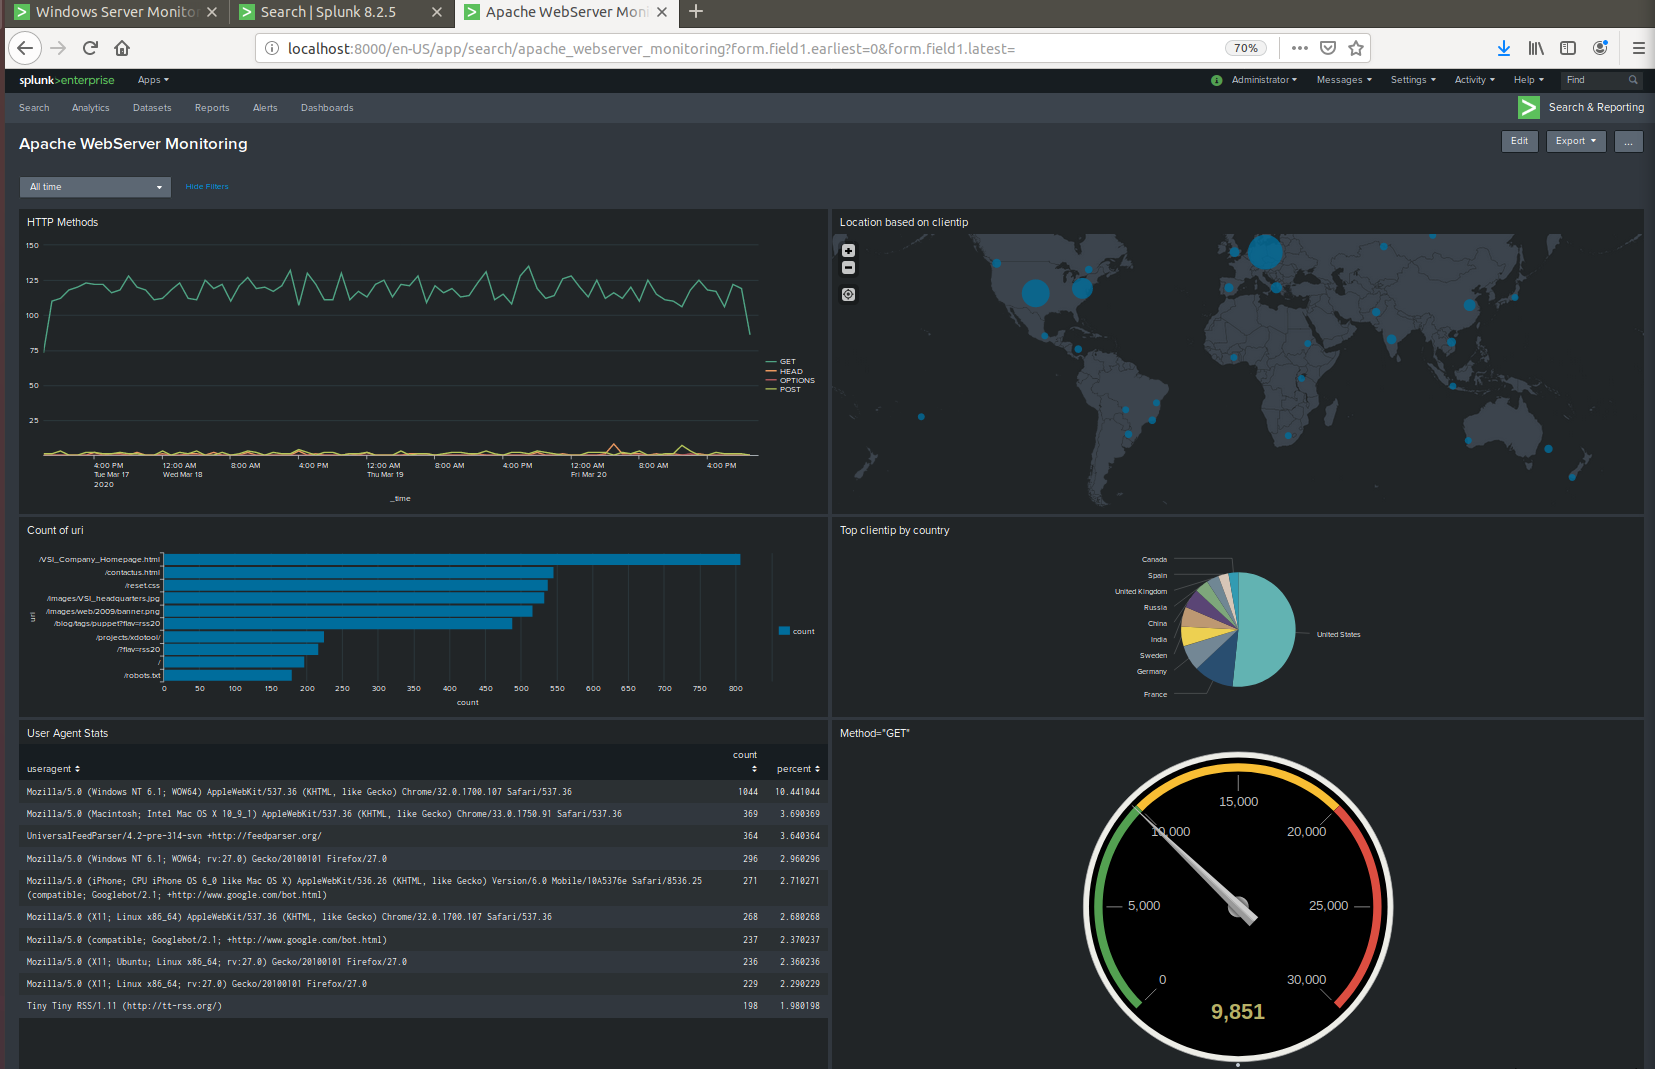 Windows Server Monito
Search | Splunk 8.2.5
Apache WebServer Moni
localhost:8000/en-US/app/search/apache_webserver_monitoring?form.field1.earliest=0&form.field1.latest=
70%
splunk>enterprise
Apps
Administrator
Messages
Settings
Activity
Help
Find
Search
Analytics
Datasets
Reports
Alerts
Dashboards
Search & Reporting
Apache WebServer Monitoring
Edit
Export
...
All time
Hide Filters
HTTP Methods
150
125
100
75
50
25
4:00 PM
Tue Mar 17
2020
12:00 AM
Wed Mar 18
8:00 AM
4:00 PM
12:00 AM
Thu Mar 19
8:00 AM
4:00 PM
12:00 AM
Fri Mar 20
8:00 AM
4:00 PM
_time
GET
HEAD
OPTIONS
POST
Location based on clientip
Count of uri
uri
/VSI_Company_Homepage.html
/contactus.html
/reset.css
/images/VSI_headquarters.jpg
/images/web/2009/banner.png
/blog/tags/puppet?flav=rss20
/projects/xdotool/
/?flav=rss20
/
/robots.txt
0 50 100 150 200 250 300 350 400 450 500 550 600 650 700 750 800
count
count
Top clientip by country
Canada
Spain
United Kingdom
Russia
China
India
Sweden
Germany
France
United States
User Agent Stats
useragent count percent
Mozilla/5.0 (Windows NT 6.1; WOW64) AppleWebKit/537.36 (KHTML, like Gecko) Chrome/32.0.1700.107 Safari/537.36 1044 10.441044
Mozilla/5.0 (Macintosh; Intel Mac OS X 10_9_1) AppleWebKit/537.36 (KHTML, like Gecko) Chrome/33.0.1750.91 Safari/537.36 369 3.690369
UniversalFeedParser/4.2-pre-314-svn +http://feedparser.org/ 364 3.640364
Mozilla/5.0 (Windows NT 6.1; WOW64; rv:27.0) Gecko/20100101 Firefox/27.0 296 2.960296
Mozilla/5.0 (iPhone; CPU iPhone OS 6_0 like Mac OS X) AppleWebKit/536.26 (KHTML, like Gecko) Version/6.0 Mobile/10A5376e Safari/8536.25 271 2.710271
(compatible; Googlebot/2.1; +http://www.google.com/bot.html)
Mozilla/5.0 (X11; Linux x86_64) AppleWebKit/537.36 (KHTML, like Gecko) Chrome/32.0.1700.107 Safari/537.36 268 2.680268
Mozilla/5.0 (compatible; Googlebot/2.1; +http://www.google.com/bot.html) 237 2.370237
Mozilla/5.0 (X11; Ubuntu; Linux x86_64; rv:27.0) Gecko/20100101 Firefox/27.0 236 2.360236
Mozilla/5.0 (X11; Linux x86_64; rv:27.0) Gecko/20100101 Firefox/27.0 229 2.290229
Tiny Tiny RSS/1.11 (http://tt-rss.org/) 198 1.980198
Method="GET"
15,000
10,000
20,000
5,000
25,000
0
30,000
9,851